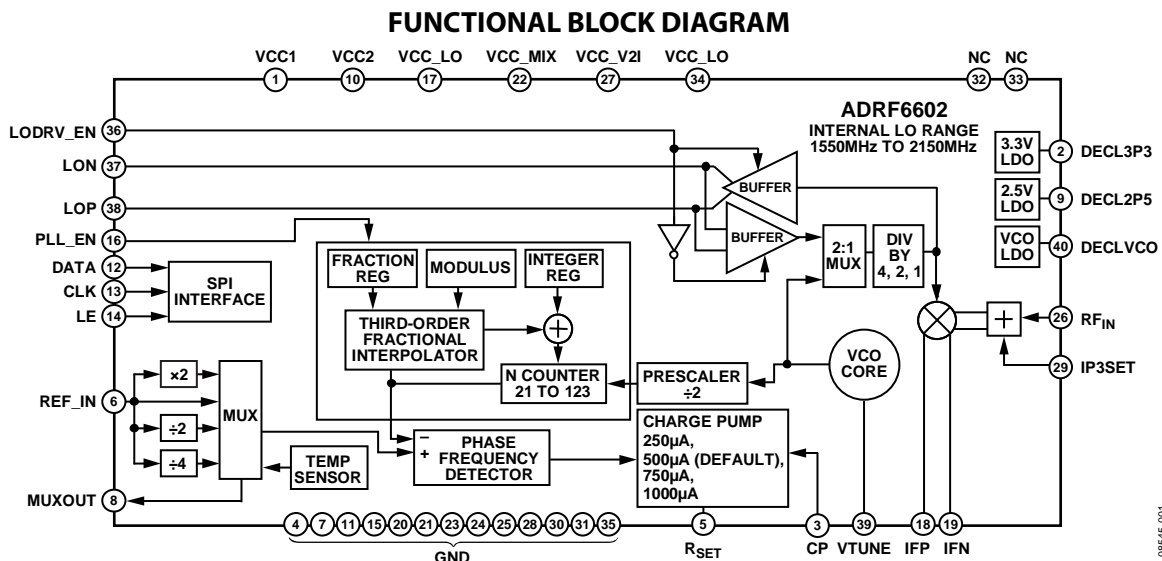 FUNCTIONAL BLOCK DIAGRAM
VCC1
VCC2
VCC_LO
VCC_MIX
VCC_V2I
VCC_LO
NC
NC
1
10
17
22
27
34
32
33
ADRF6602
INTERNAL LO RANGE
1550MHz TO 2150MHz
LODRV_EN
36
LON
37
LOP
38
PLL_EN
16
DATA
12
CLK
13
LE
14
SPI
INTERFACE
BUFFER
BUFFER
2:1
MUX
DIV
BY
4, 2, 1
3.3V
LDO
2
DECL3P3
2.5V
LDO
9
DECL2P5
VCO
LDO
40
DECLVCO
FRACTION
REG
MODULUS
INTEGER
REG
THIRD-ORDER
FRACTIONAL
INTERPOLATOR
+
N COUNTER
21 TO 123
PRESCALER
÷2
VCO
CORE
+
26
RFIN
29
IP3SET
REF_IN
6
×2
÷2
÷4
MUX
TEMP
SENSOR
MUXOUT
8
−
+
PHASE
FREQUENCY
DETECTOR
CHARGE PUMP
250µA,
500µA (DEFAULT),
750µA,
1000µA
4
7
11
15
20
21
23
24
25
28
30
31
35
5
3
39
18
19
GND
RSET
CP
VTUNE
IFP
IFN
08545-001